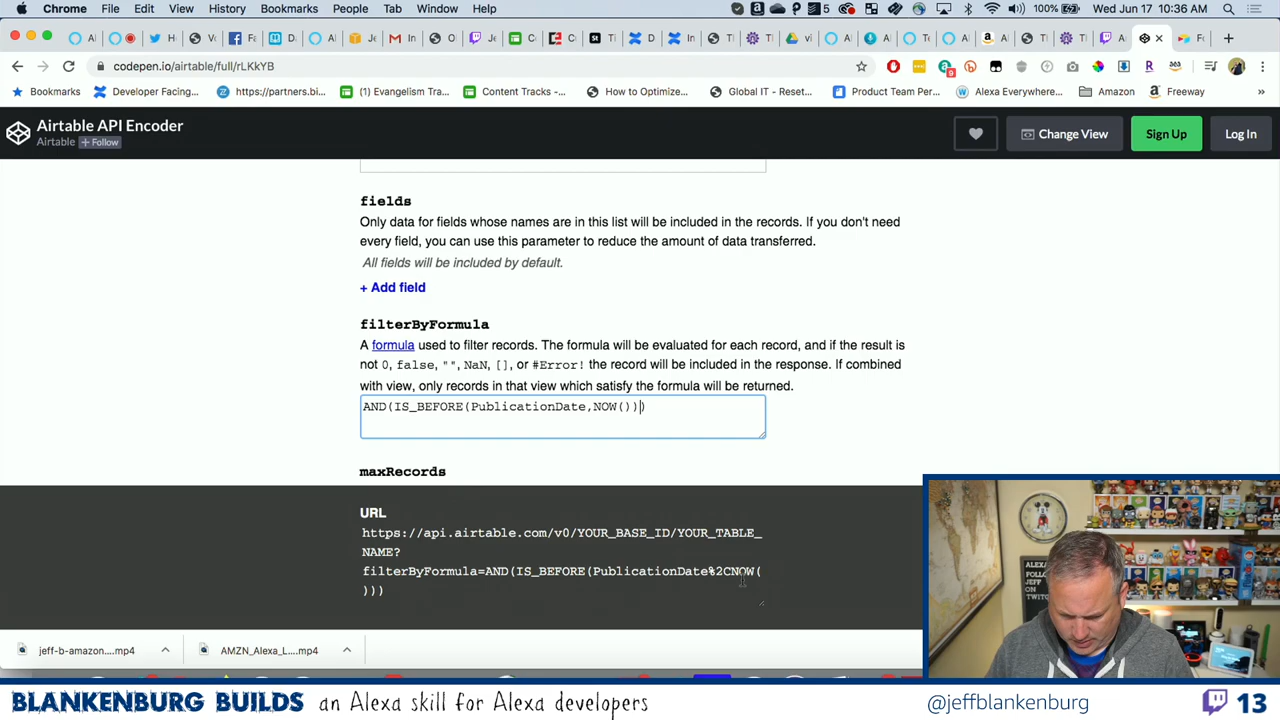 Chrome File Edit View History Bookmarks People Tab Window Help 5 100% Wed Jun 17 10:36 AM
codepen.io/airtable/full/rLKkYB
Bookmarks Developer Facing... https://partners.bi... (1) Evangelism Tra... Content Tracks -... How to Optimize... Global IT - Reset... Product Team Per... Alexa Everywhere... Amazon Freeway »
Airtable API Encoder
Airtable + Follow
Change View Sign Up Log In
fields
Only data for fields whose names are in this list will be included in the records. If you don't need
every field, you can use this parameter to reduce the amount of data transferred.
All fields will be included by default.
+ Add field
filterByFormula
A formula used to filter records. The formula will be evaluated for each record, and if the result is
not 0, false, "", NaN, [], or #Error! the record will be included in the response. If combined
with view, only records in that view which satisfy the formula will be returned.
AND(IS_BEFORE(PublicationDate,NOW()))
maxRecords
URL
https://api.airtable.com/v0/YOUR_BASE_ID/YOUR_TABLE_
NAME?
filterByFormula=AND(IS_BEFORE(PublicationDate%2CNOW(
)))
jeff-b-amazon....mp4 AMZN_Alexa_L....mp4
BLANKENBURG BUILDS an Alexa skill for Alexa developers @jeffblankenburg 13